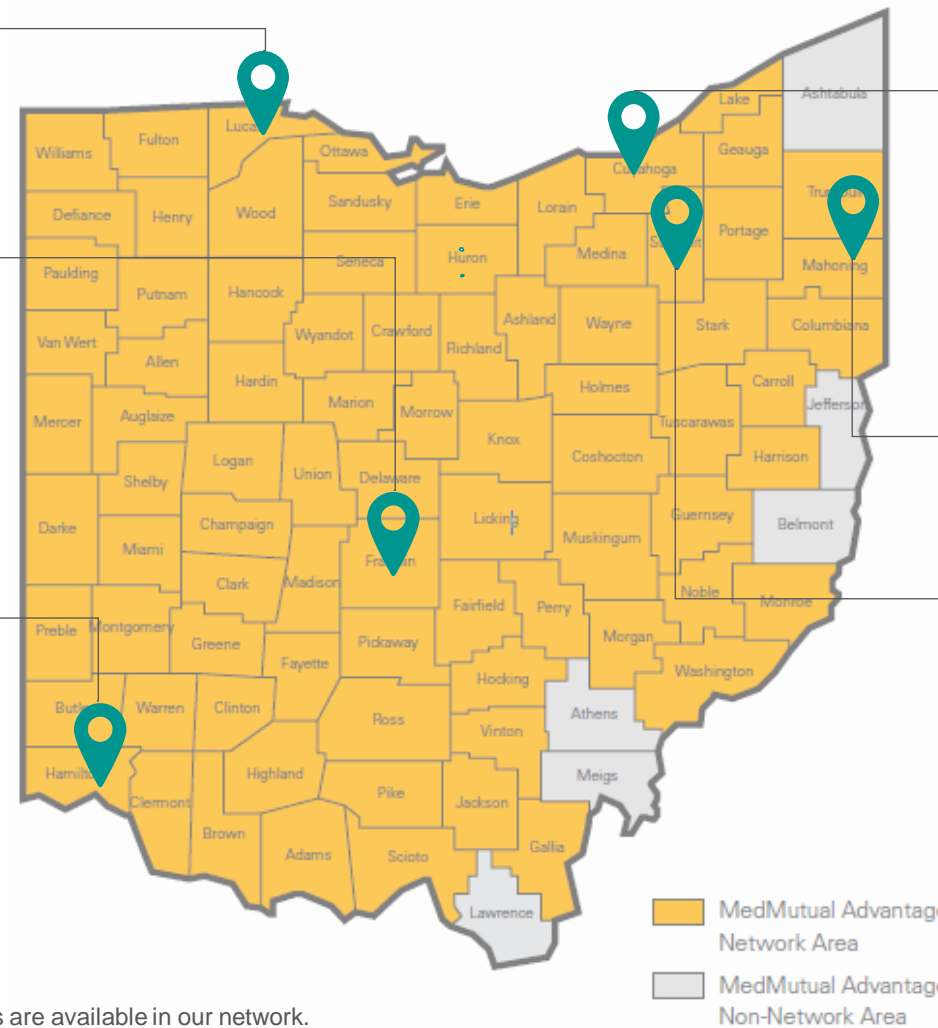 Ashtabula
Lake
Lucas
Fulton
Williams
Ottawa
Geauga
Cuyahoga
Trumbull
Sandusky
Erie
Lorain
Defiance
Henry
Wood
Portage
Summit
Medina
Huron
Seneca
Mahoning
Paulding
Putnam
Hancock
Ashland
Wayne
Stark
Columbiana
Wyandot
Crawford
Richland
Van Wert
Allen
Hardin
Holmes
Carroll
Marion
Morrow
Jefferson
Mercer
Auglaize
Tuscarawas
Knox
Coshocton
Harrison
Logan
Union
Delaware
Shelby
Guernsey
Licking
Belmont
Darke
Champaign
Muskingum
Miami
Franklin
Clark
Madison
Noble
Monroe
Fairfield
Perry
Preble
Montgomery
Morgan
Greene
Pickaway
Fayette
Washington
Hocking
Butler
Warren
Clinton
Athens
Ross
Vinton
Hamilton
Highland
Meigs
Pike
Clermont
Jackson
Brown
Gallia
Adams
Scioto
Lawrence
MedMutual Advantage
Network Area
MedMutual Advantage
Non-Network Area
s are available in our network.